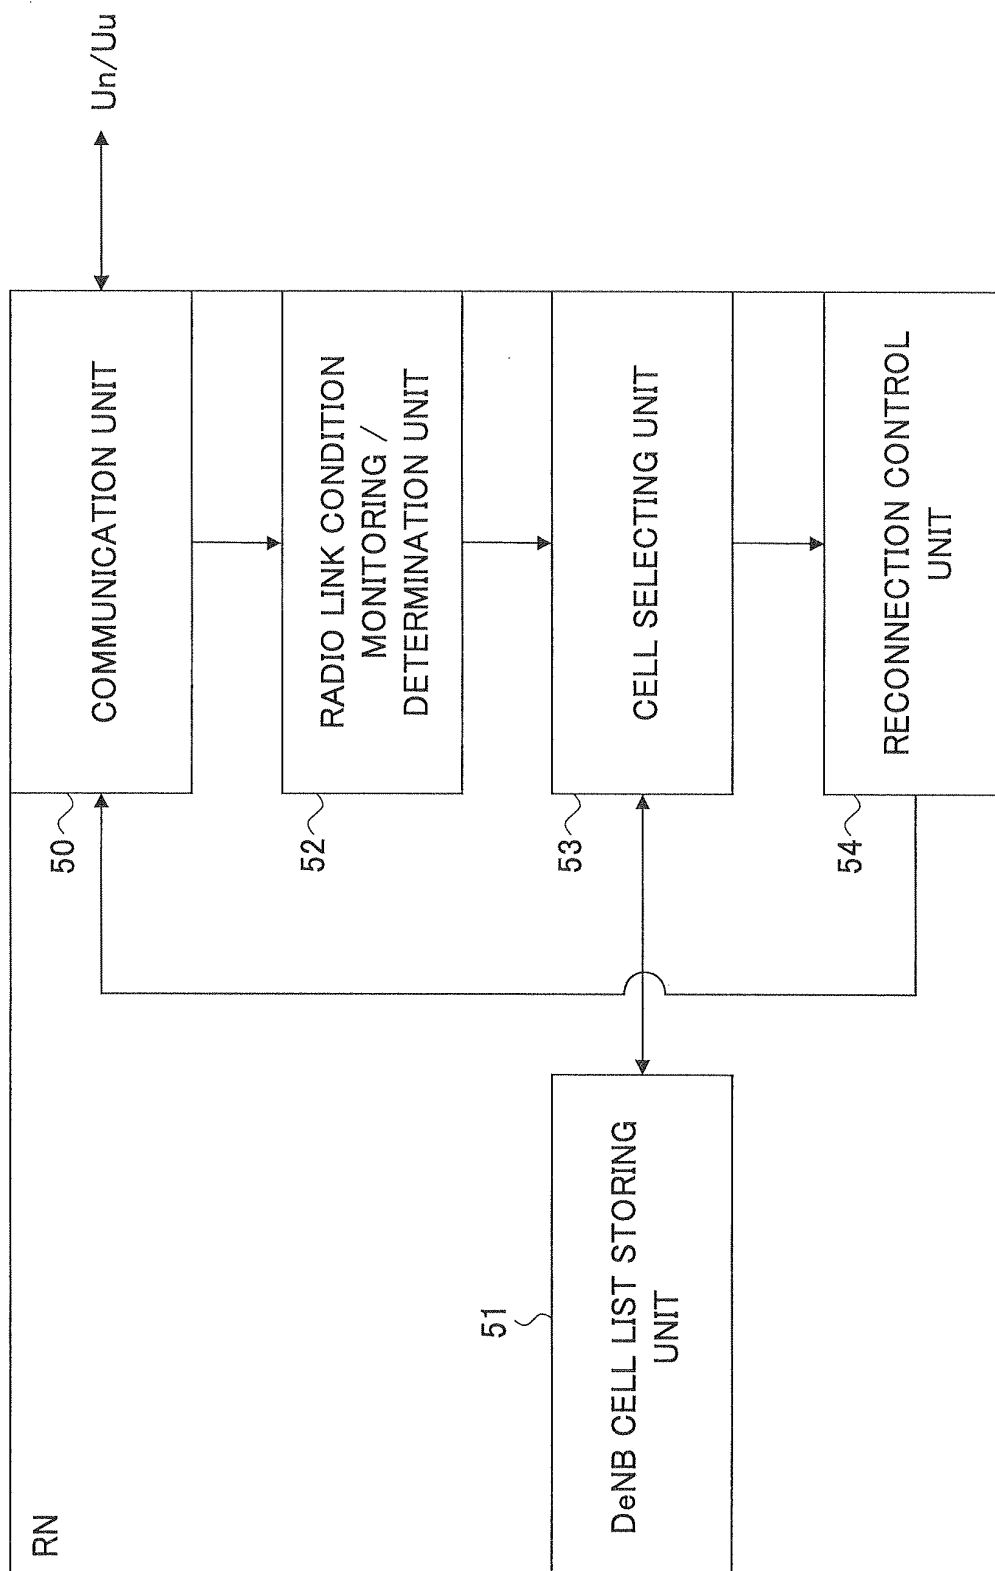 RN
Un/Uu
COMMUNICATION UNIT
50
RADIO LINK CONDITION
MONITORING /
DETERMINATION UNIT
52
CELL SELECTING UNIT
53
RECONNECTION CONTROL
UNIT
54
DeNB CELL LIST STORING
UNIT
51